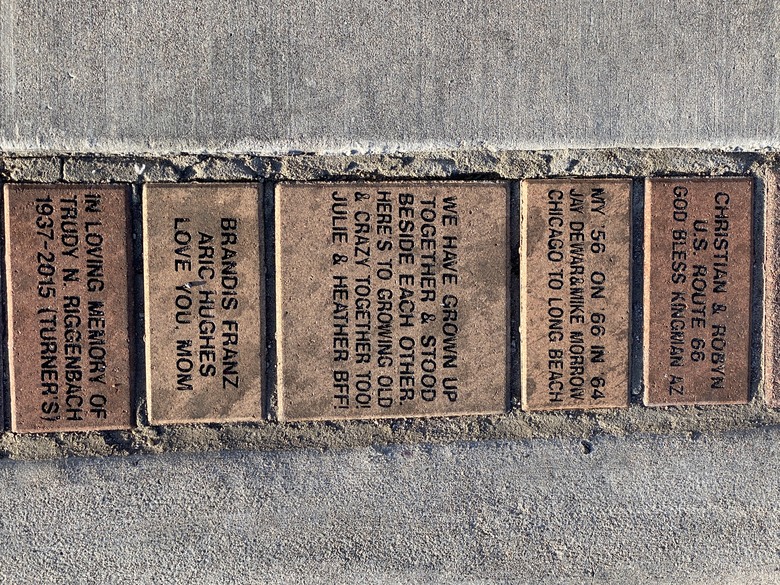 CHRISTIAN & ROBYN
U.S. ROUTE 66
GOD BLESS KINGMAN AZ
MY '56 ON 66 IN '64
JAY DEWAR&MIKE MORROW
CHICAGO TO LONG BEACH
WE HAVE GROWN UP
TOGETHER & STOOD
BESIDE EACH OTHER.
HERE'S TO GROWING OLD
& CRAZY TOGETHER TOO!
JULIE & HEATHER BFF!
BRANDIS FRANZ
ARIC HUGHES
LOVE YOU, MOM
IN LOVING MEMORY OF
TRUDY N. RIGGENBACH
1937-2015 (TURNER'S)